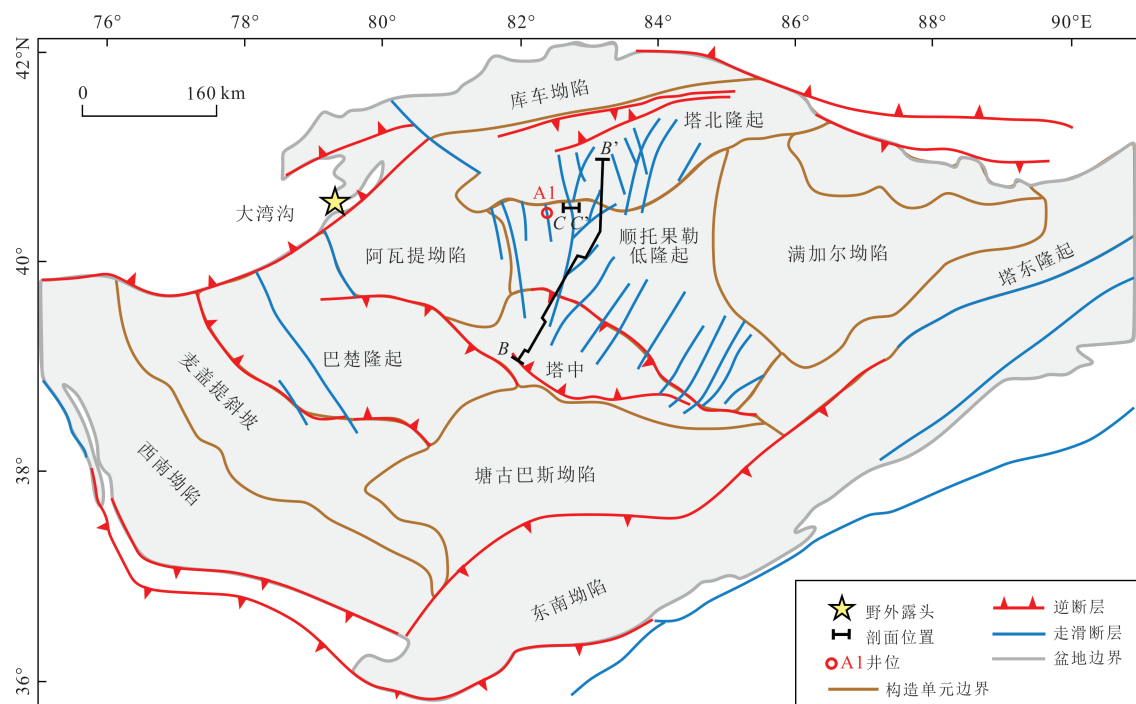 76°
78°
80°
82°
84°
86°
88°
90°E
42°N
40°
38°
36°
0
160 km
库车坳陷
塔北隆起
B’
A1
C
C’
大湾沟
阿瓦提坳陷
顺托果勒
低隆起
满加尔坳陷
塔东隆起
B
塔中
巴楚隆起
麦盖提斜坡
西南坳陷
塘古巴斯坳陷
东南坳陷
野外露头
剖面位置
A1井位
构造单元边界
逆断层
走滑断层
盆地边界